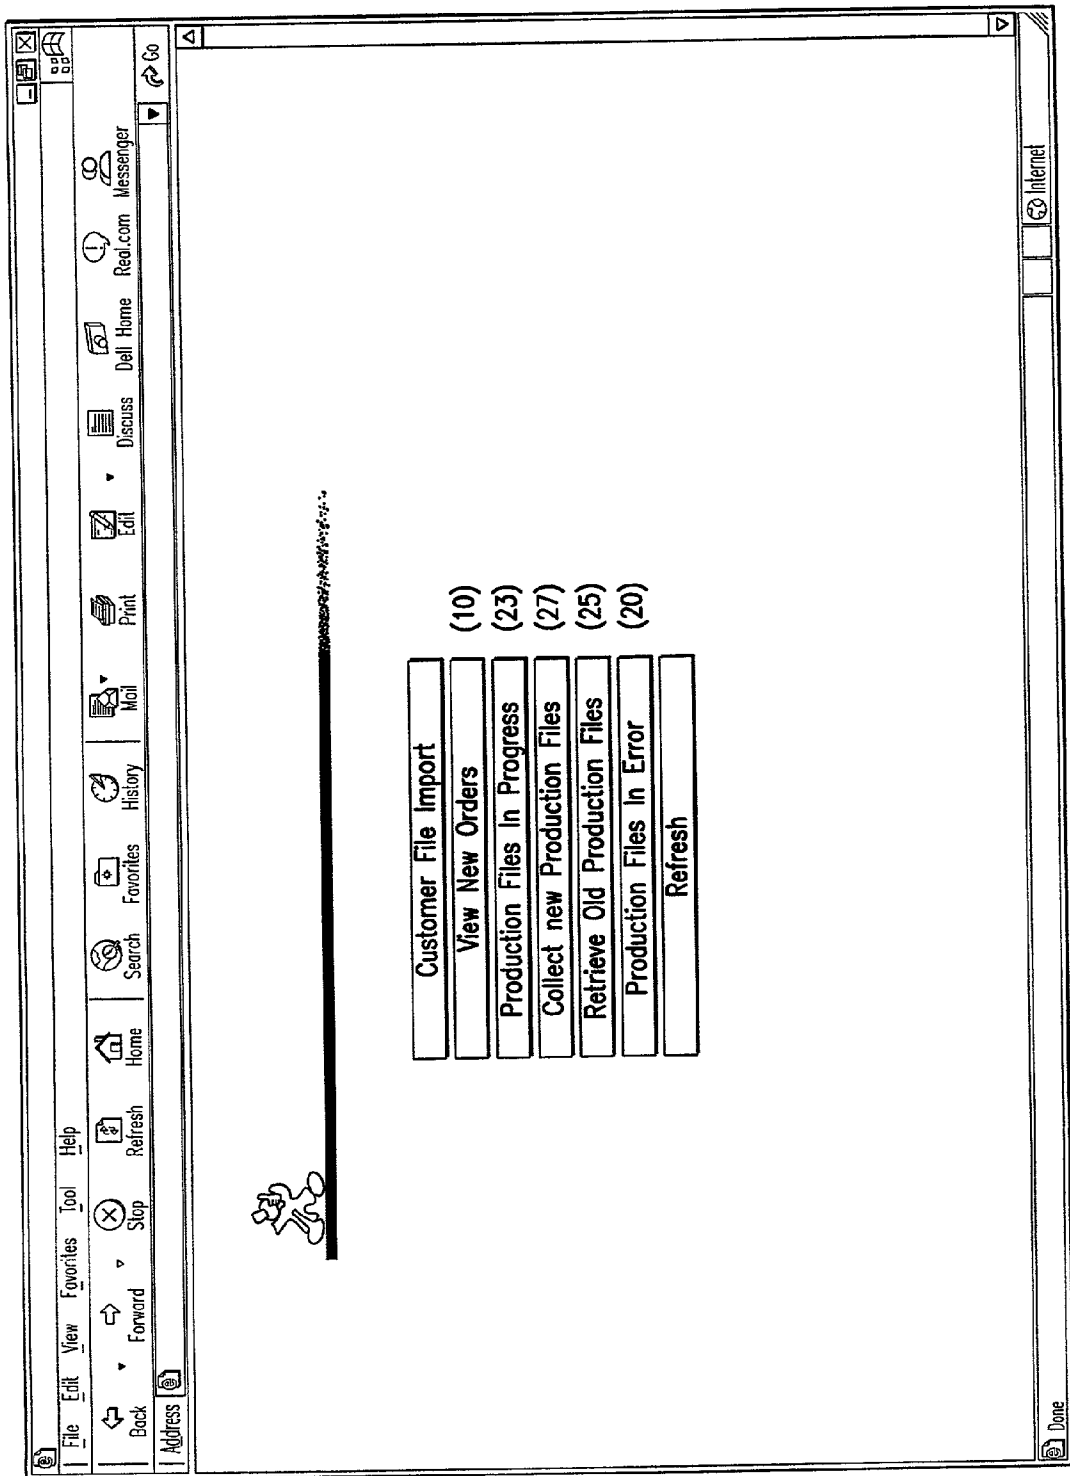 File Edit View Favorites Tool Help
Back Forward Stop Refresh Home Search Favorites History Mail Print Edit Discuss Dell Home Real.com Messenger
Address Go
Customer File Import
View New Orders (10)
Production Files In Progress (23)
Collect new Production Files (27)
Retrieve Old Production Files (25)
Production Files In Error (20)
Refresh
Done Internet